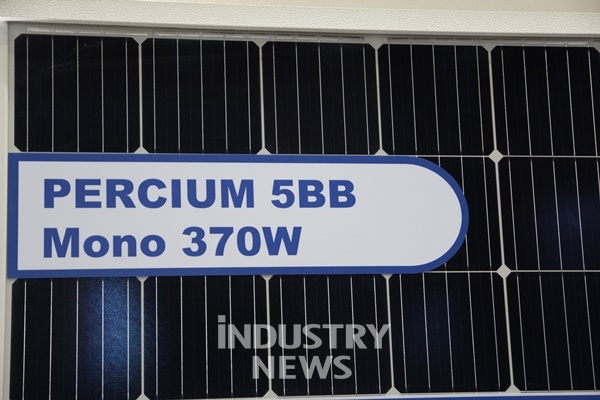 PERCIUM 5BB
Mono 370W
iNDUSTRY
NEWS